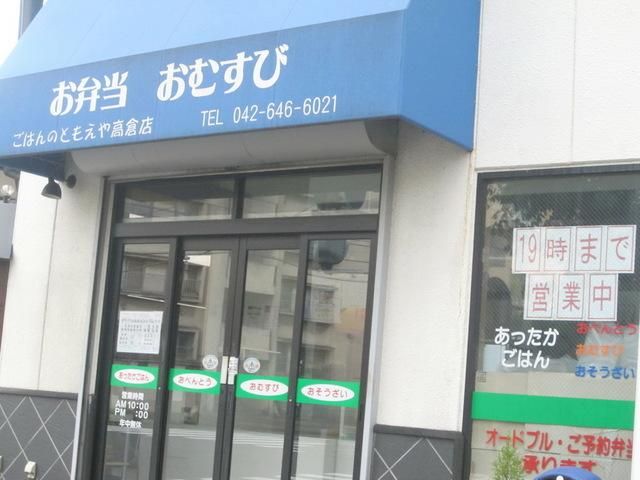 お弁当 おむすび
ごはんのともえや高倉店 TEL 042-646-6021
19時まで
営業中
あったか
ごはん
おべんとう
おむすび
おそうざい
あったかごはん おべんとう おむすび おそうざい
営業時間
AM10:00
PM :00
年中無休
オードブル・ご予約弁当
承ります